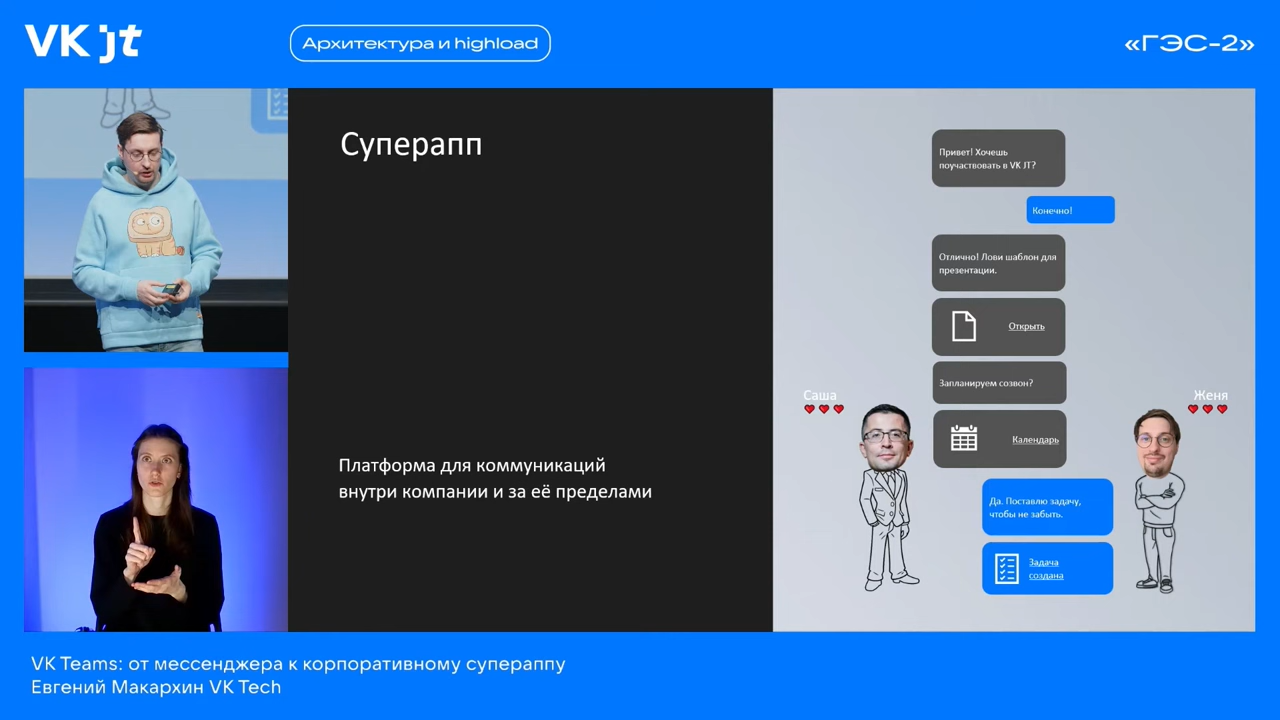 VK JT
Архитектура и highload
«ГЭС-2»
Суперапп
Платформа для коммуникаций
внутри компании и за её пределами
Привет! Хочешь
поучаствовать в VK JT?
Конечно!
Отлично! Лови шаблон для
презентации.
Открыть
Запланируем созвон?
Саша
Женя
Календарь
Да. Поставлю задачу,
чтобы не забыть.
Задача
создана
VK Teams: от мессенджера к корпоративному супераппу
Евгений Макархин VK Tech